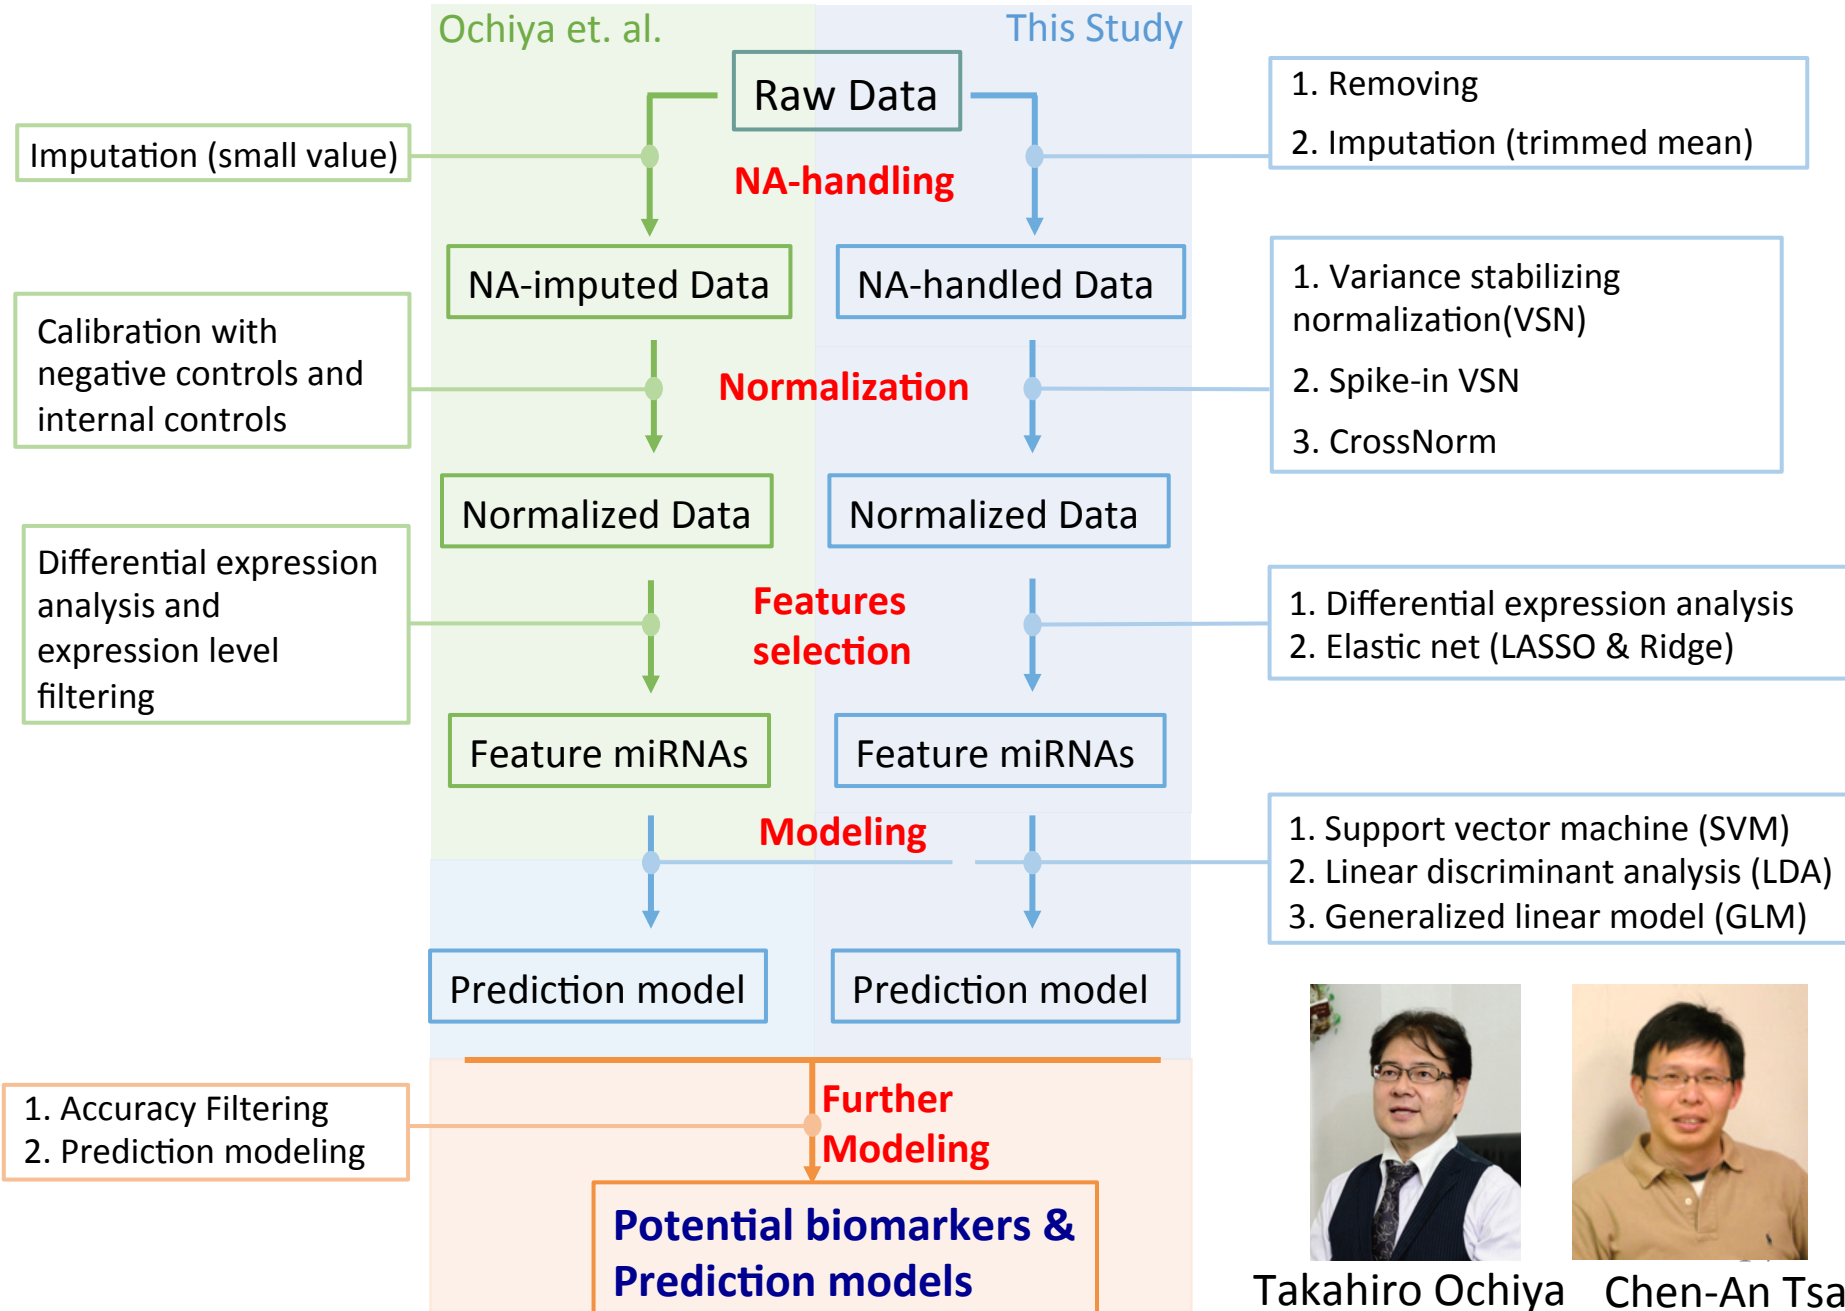 Ochiya et. al.
This Study
Raw Data
1. Removing
2. Imputation (trimmed mean)
Imputation (small value)
NA-handling
NA-imputed Data
NA-handled Data
1. Variance stabilizing
normalization(VSN)
2. Spike-in VSN
3. CrossNorm
Calibration with
negative controls and
internal controls
Normalization
Normalized Data
Normalized Data
Differential expression
analysis and
expression level
filtering
Features
selection
1. Differential expression analysis
2. Elastic net (LASSO & Ridge)
Feature miRNAs
Feature miRNAs
Modeling
1. Support vector machine (SVM)
2. Linear discriminant analysis (LDA)
3. Generalized linear model (GLM)
Prediction model
Prediction model
1. Accuracy Filtering
2. Prediction modeling
Further
Modeling
Potential biomarkers &
Prediction models
Takahiro Ochiya
Chen-An Tsa